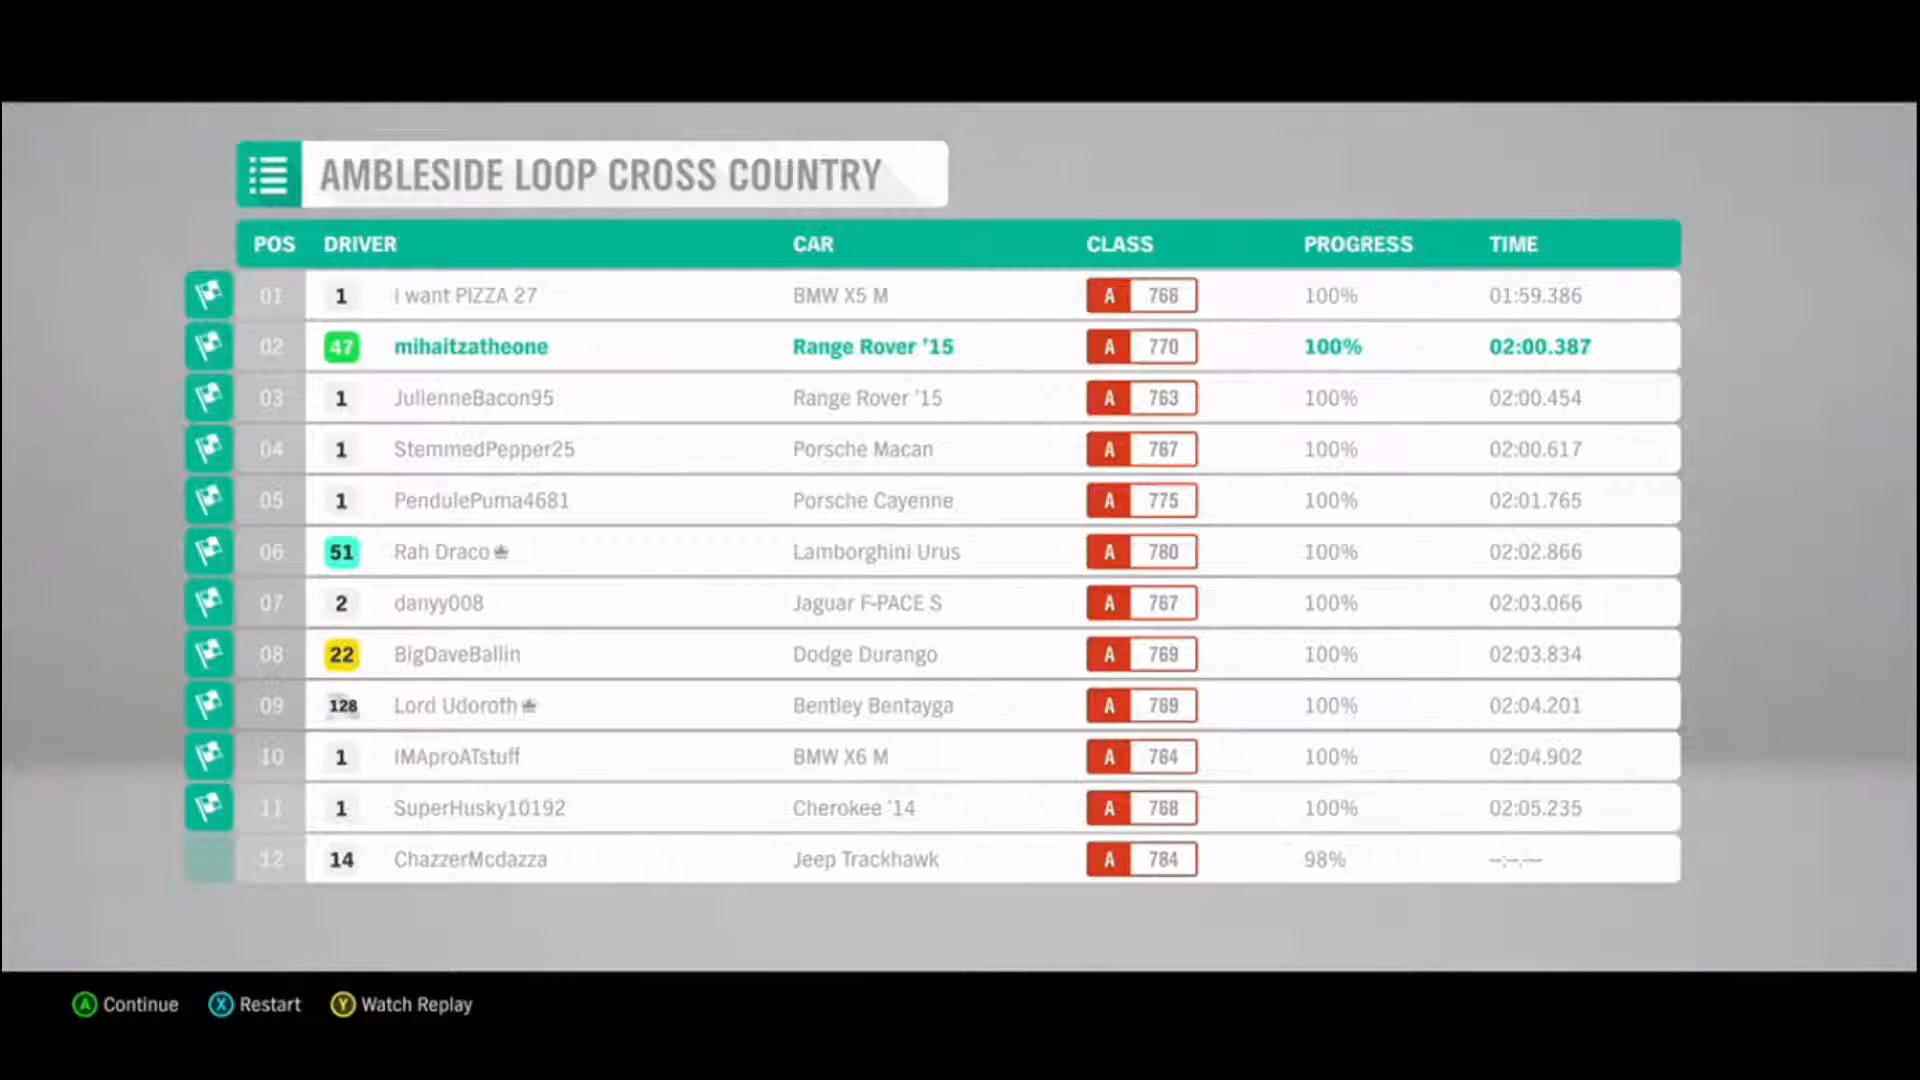 AMBLESIDE LOOP CROSS COUNTRY
POS DRIVER CAR CLASS PROGRESS TIME
01 1 I want PIZZA 27 BMW X5 M A 766 100% 01:59.386
02 47 mihaitzatheone Range Rover '15 A 770 100% 02:00.387
03 1 JulienneBacon95 Range Rover '15 A 763 100% 02:00.454
04 1 StemmedPepper25 Porsche Macan A 767 100% 02:00.617
05 1 PendulePuma4681 Porsche Cayenne A 775 100% 02:01.765
06 51 Rah Draco Lamborghini Urus A 780 100% 02:02.866
07 2 danyy008 Jaguar F-PACE S A 767 100% 02:03.066
08 22 BigDaveBallin Dodge Durango A 769 100% 02:03.834
09 128 Lord Udoroth Bentley Bentayga A 769 100% 02:04.201
10 1 IMAproATstuff BMW X6 M A 764 100% 02:04.902
11 1 SuperHusky10192 Cherokee '14 A 768 100% 02:05.235
12 14 ChazzerMcdazza Jeep Trackhawk A 784 98% --:--.---
A Continue X Restart Y Watch Replay